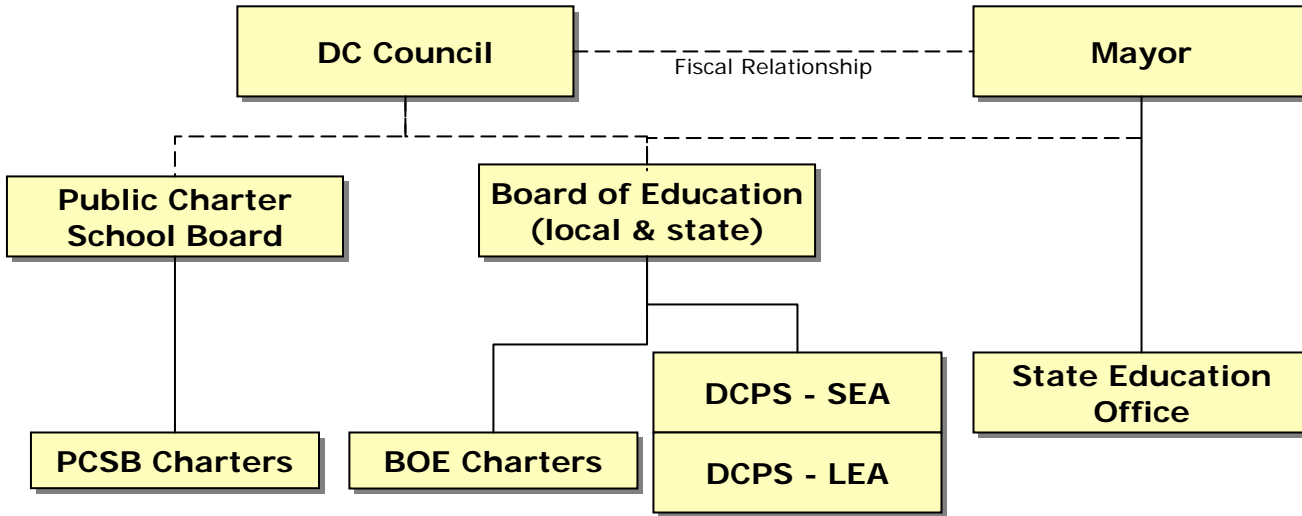 DC Council
Fiscal Relationship
Mayor
Public Charter
School Board
Board of Education
(local & state)
PCSB Charters
BOE Charters
DCPS - SEA
DCPS - LEA
State Education
Office